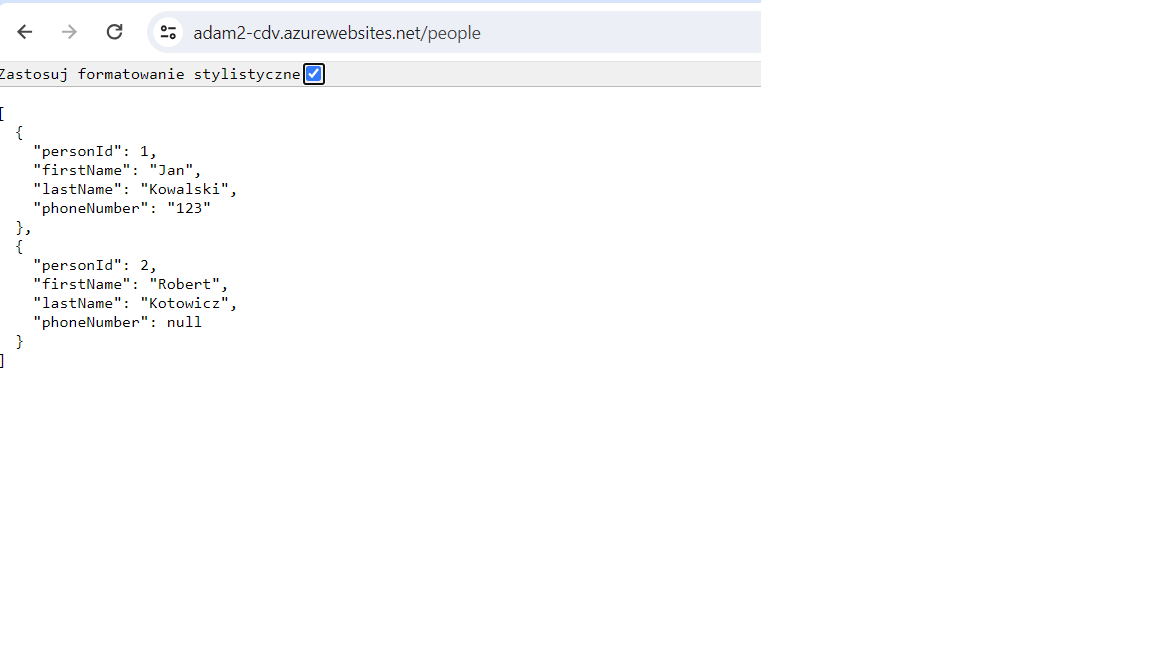 adam2-cdv.azurewebsites.net/people
Zastosuj formatowanie stylistyczne
[
  {
    "personId": 1,
    "firstName": "Jan",
    "lastName": "Kowalski",
    "phoneNumber": "123"
  },
  {
    "personId": 2,
    "firstName": "Robert",
    "lastName": "Kotowicz",
    "phoneNumber": null
  }
]